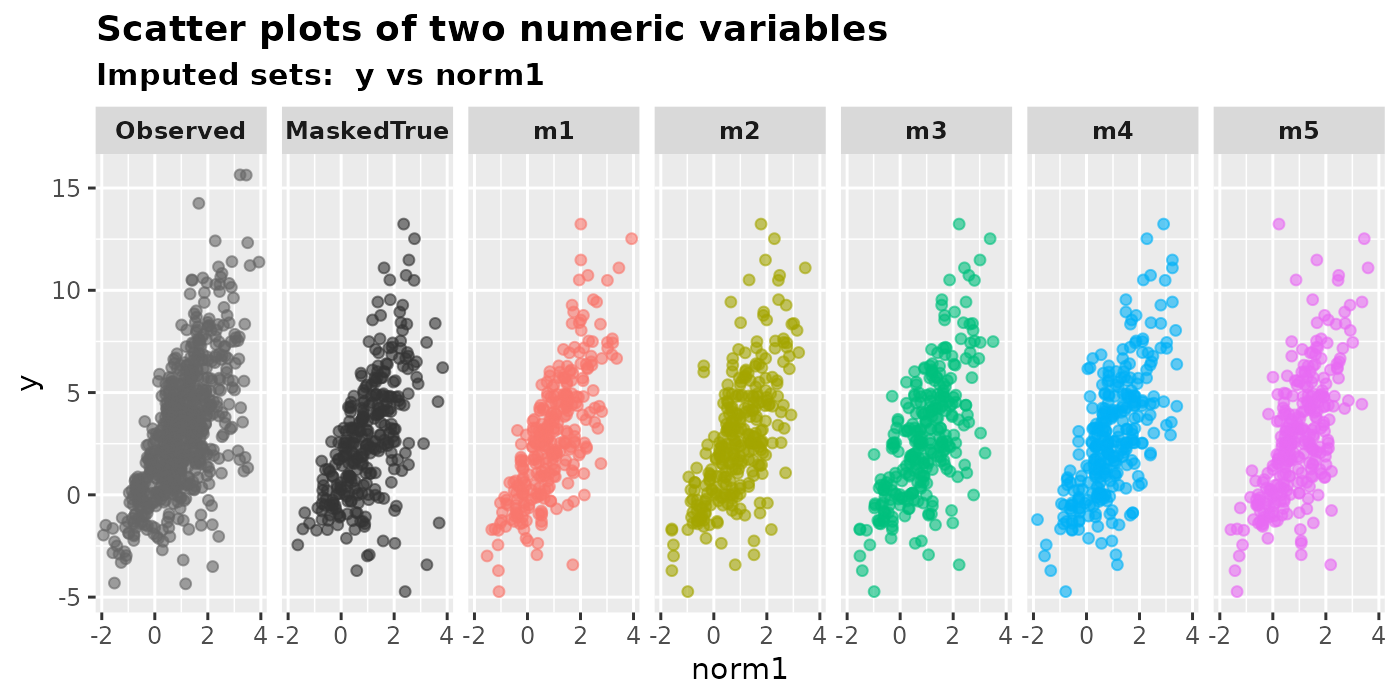 Scatter plots of two numeric variables
Imputed sets:  y vs norm1
Observed MaskedTrue m1 m2 m3 m4 m5
15
10
5
0
-5
y
-2 0 2 4 -2 0 2 4 -2 0 2 4 -2 0 2 4 -2 0 2 4 -2 0 2 4 -2 0 2 4
norm1